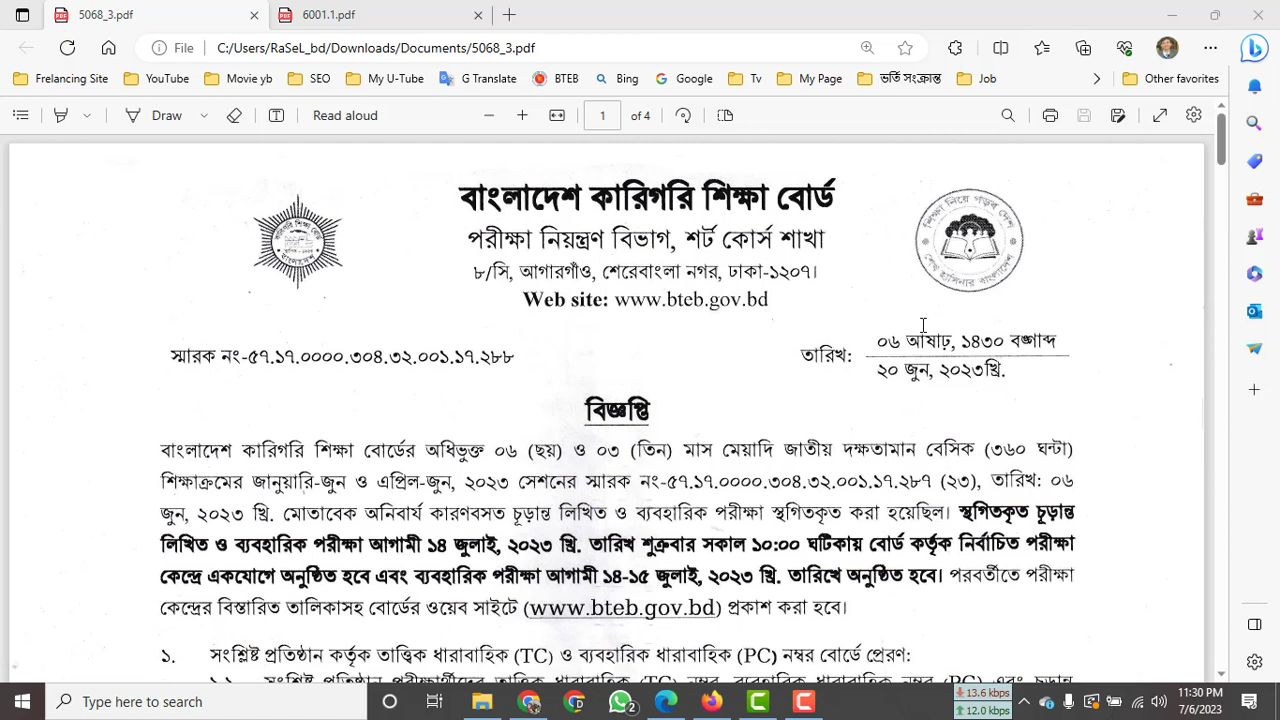 5068_3.pdf
6001.1.pdf
File C:/Users/RaSeL_bd/Downloads/Documents/5068_3.pdf
Frelancing Site YouTube Movie yb SEO My U-Tube G Translate BTEB Bing Google Tv My Page ভর্তি সংক্রান্ত Job Other favorites
Draw Read aloud 1 of 4
বাংলাদেশ কারিগরি শিক্ষা বোর্ড
পরীক্ষা নিয়ন্ত্রণ বিভাগ, শর্ট কোর্স শাখা
৮/সি, আগারগাঁও, শেরেবাংলা নগর, ঢাকা-১২০৭।
Web site: www.bteb.gov.bd
শিক্ষা নিয়ে গড়ব দেশ
শেখ হাসিনার বাংলাদেশ
স্মারক নং-৫৭.১৭.০০০০.৩০৪.৩২.০০১.১৭.২৮৮
তারিখ: ০৬ আষাঢ়, ১৪৩০ বঙ্গাব্দ
২০ জুন, ২০২৩খ্রি.
বিজ্ঞপ্তি
বাংলাদেশ কারিগরি শিক্ষা বোর্ডের অধিভুক্ত ০৬ (ছয়) ও ০৩ (তিন) মাস মেয়াদি জাতীয় দক্ষতামান বেসিক (৩৬০ ঘন্টা)
শিক্ষাক্রমের জানুয়ারি-জুন ও এপ্রিল-জুন, ২০২৩ সেশনের স্মারক নং-৫৭.১৭.০০০০.৩০৪.৩২.০০১.১৭.২৮৭ (২৩), তারিখ: ০৬
জুন, ২০২৩ খ্রি. মোতাবেক অনিবার্য কারণবসত চূড়ান্ত লিখিত ও ব্যবহারিক পরীক্ষা স্থগিতকৃত করা হয়েছিল। স্থগিতকৃত চূড়ান্ত
লিখিত ও ব্যবহারিক পরীক্ষা আগামী ১৪ জুলাই, ২০২৩ খ্রি. তারিখ শুক্রবার সকাল ১০:০০ ঘটিকায় বোর্ড কর্তৃক নির্বাচিত পরীক্ষা
কেন্দ্রে একযোগে অনুষ্ঠিত হবে এবং ব্যবহারিক পরীক্ষা আগামী ১৪-১৫ জুলাই, ২০২৩ খ্রি. তারিখে অনুষ্ঠিত হবে। পরবর্তীতে পরীক্ষা
কেন্দ্রের বিস্তারিত তালিকাসহ বোর্ডের ওয়েব সাইটে (www.bteb.gov.bd) প্রকাশ করা হবে।
১. সংশ্লিষ্ট প্রতিষ্ঠান কর্তৃক তাত্ত্বিক ধারাবাহিক (TC) ও ব্যবহারিক ধারাবাহিক (PC) নম্বর বোর্ডে প্রেরণ:
Type here to search
2
13.6 kbps
12.0 kbps
11:30 PM
7/6/2023